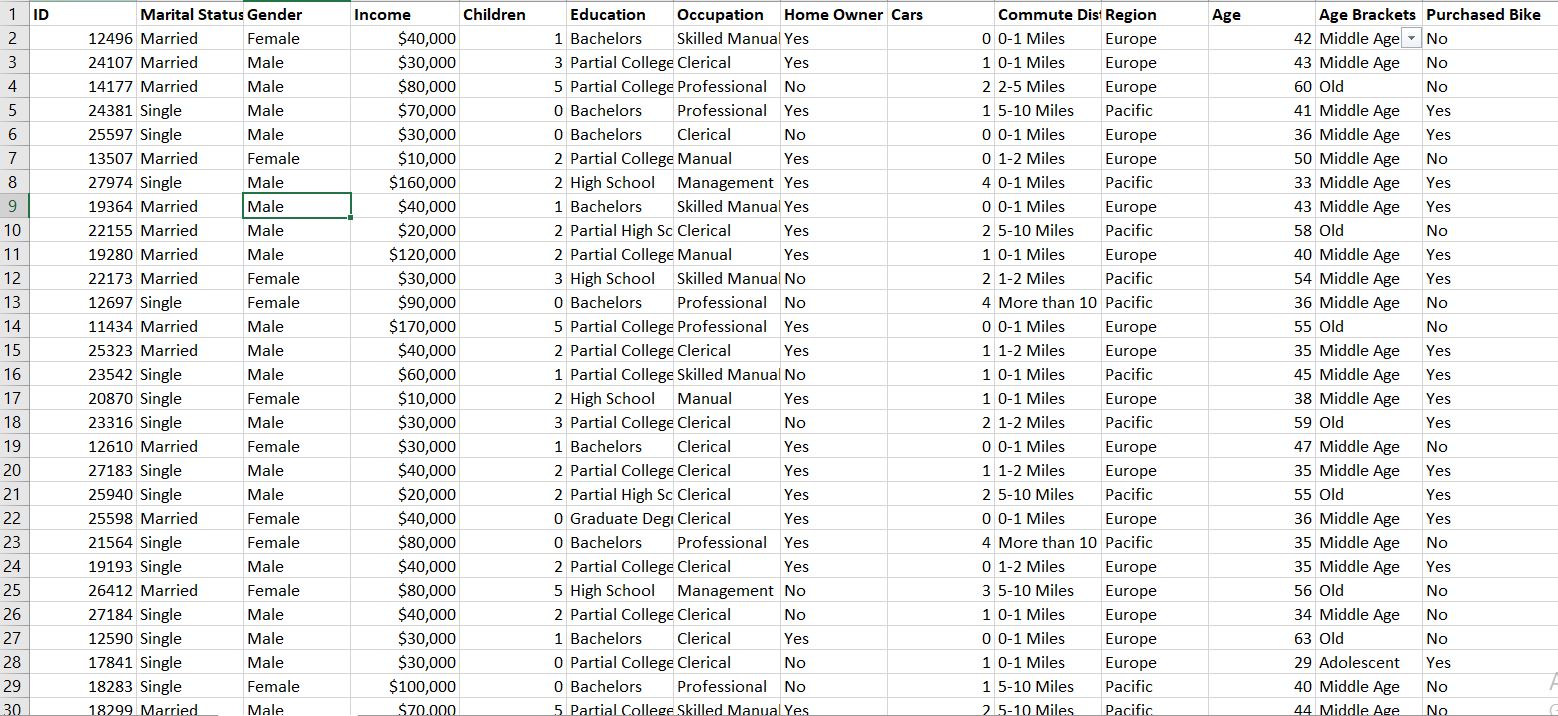 1 ID Marital Status Gender Income Children Education Occupation Home Owner Cars Commute Dis Region Age Age Brackets Purchased Bike
2 12496 Married Female $40,000 1 Bachelors Skilled Manual Yes 0 0-1 Miles Europe 42 Middle Age No
3 24107 Married Male $30,000 3 Partial College Clerical Yes 1 0-1 Miles Europe 43 Middle Age No
4 14177 Married Male $80,000 5 Partial College Professional No 2 2-5 Miles Europe 60 Old No
5 24381 Single Male $70,000 0 Bachelors Professional Yes 1 5-10 Miles Pacific 41 Middle Age Yes
6 25597 Single Male $30,000 0 Bachelors Clerical No 0 0-1 Miles Europe 36 Middle Age Yes
7 13507 Married Female $10,000 2 Partial College Manual Yes 0 1-2 Miles Europe 50 Middle Age No
8 27974 Single Male $160,000 2 High School Management Yes 4 0-1 Miles Pacific 33 Middle Age Yes
9 19364 Married Male $40,000 1 Bachelors Skilled Manual Yes 0 0-1 Miles Europe 43 Middle Age Yes
10 22155 Married Male $20,000 2 Partial High Sc Clerical Yes 2 5-10 Miles Pacific 58 Old No
11 19280 Married Male $120,000 2 Partial College Manual Yes 1 0-1 Miles Europe 40 Middle Age Yes
12 22173 Married Female $30,000 3 High School Skilled Manual No 2 1-2 Miles Pacific 54 Middle Age Yes
13 12697 Single Female $90,000 0 Bachelors Professional No 4 More than 10 Pacific 36 Middle Age No
14 11434 Married Male $170,000 5 Partial College Professional Yes 0 0-1 Miles Europe 55 Old No
15 25323 Married Male $40,000 2 Partial College Clerical Yes 1 1-2 Miles Europe 35 Middle Age Yes
16 23542 Single Male $60,000 1 Partial College Skilled Manual No 1 0-1 Miles Pacific 45 Middle Age Yes
17 20870 Single Female $10,000 2 High School Manual Yes 1 0-1 Miles Europe 38 Middle Age Yes
18 23316 Single Male $30,000 3 Partial College Clerical No 2 1-2 Miles Pacific 59 Old Yes
19 12610 Married Female $30,000 1 Bachelors Clerical Yes 0 0-1 Miles Europe 47 Middle Age No
20 27183 Single Male $40,000 2 Partial College Clerical Yes 1 1-2 Miles Europe 35 Middle Age Yes
21 25940 Single Male $20,000 2 Partial High Sc Clerical Yes 2 5-10 Miles Pacific 55 Old Yes
22 25598 Married Female $40,000 0 Graduate Degr Clerical Yes 0 0-1 Miles Europe 36 Middle Age Yes
23 21564 Single Female $80,000 0 Bachelors Professional Yes 4 More than 10 Pacific 35 Middle Age No
24 19193 Single Male $40,000 2 Partial College Clerical Yes 0 1-2 Miles Europe 35 Middle Age Yes
25 26412 Married Female $80,000 5 High School Management No 3 5-10 Miles Europe 56 Old No
26 27184 Single Male $40,000 2 Partial College Clerical No 1 0-1 Miles Europe 34 Middle Age No
27 12590 Single Male $30,000 1 Bachelors Clerical Yes 0 0-1 Miles Europe 63 Old No
28 17841 Single Male $30,000 0 Partial College Clerical No 1 0-1 Miles Europe 29 Adolescent Yes
29 18283 Single Female $100,000 0 Bachelors Professional No 1 5-10 Miles Pacific 40 Middle Age No
30 18299 Married Male $70,000 5 Partial College Skilled Manual Yes 2 5-10 Miles Pacific 44 Middle Age No